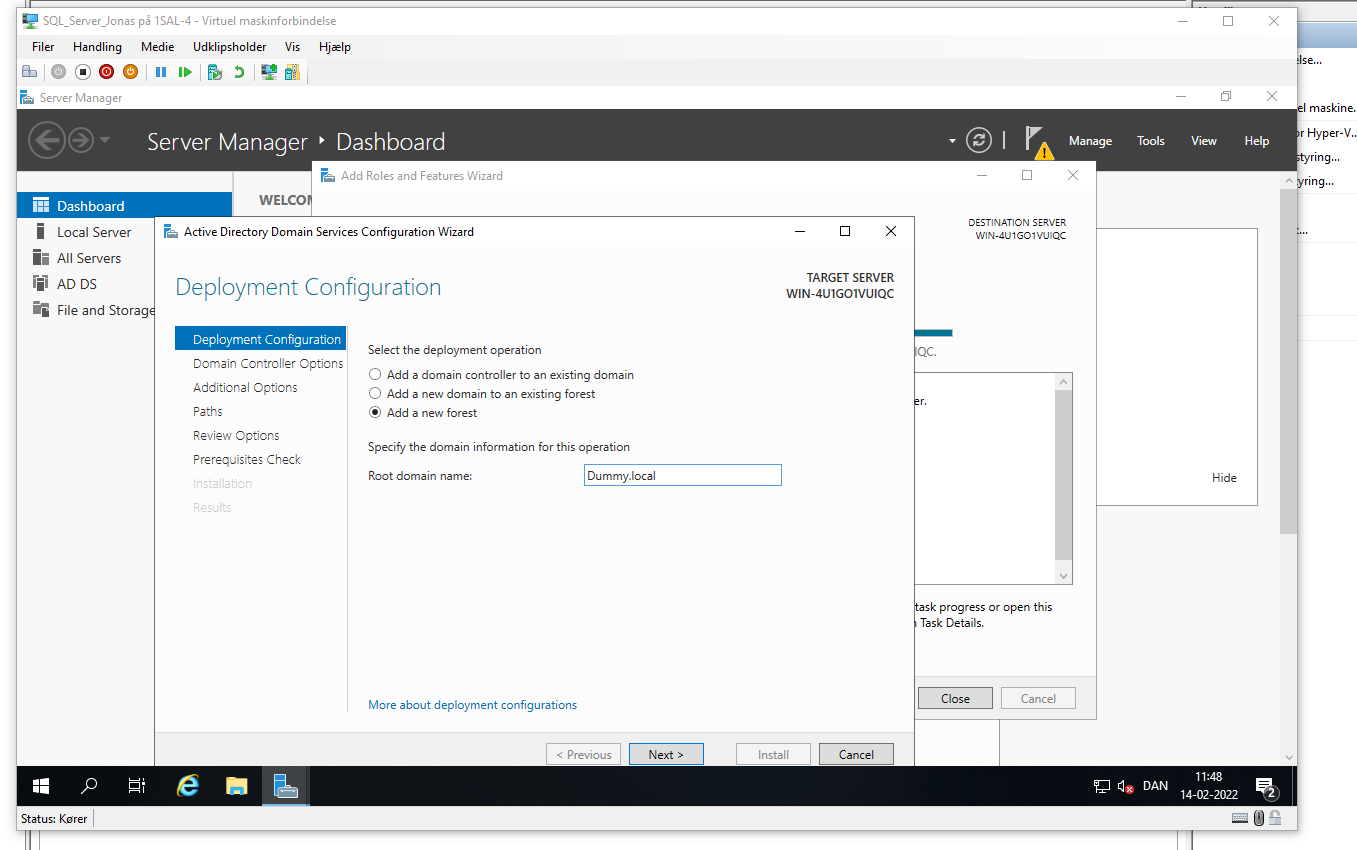 SQL_Server_Jonas på 1SAL-4 - Virtuel maskinforbindelse
Filer Handling Medie Udklipsholder Vis Hjælp
else...
Server Manager
el maskine.
or Hyper-V..
styring...
yring...
Server Manager Dashboard
Manage Tools View Help
Add Roles and Features Wizard
Dashboard
Local Server
All Servers
AD DS
File and Storage
WELCO
DESTINATION SERVER
WIN-4U1GO1VUIQC
Active Directory Domain Services Configuration Wizard
Deployment Configuration
TARGET SERVER
WIN-4U1GO1VUIQC
Deployment Configuration
Domain Controller Options
Additional Options
Paths
Review Options
Prerequisites Check
Installation
Results
Select the deployment operation
Add a domain controller to an existing domain
Add a new domain to an existing forest
Add a new forest
Specify the domain information for this operation
Root domain name: Dummy.local
More about deployment configurations
< Previous Next > Install Cancel
IQC.
er.
Hide
task progress or open this
Task Details.
Close Cancel
DAN
11:48
14-02-2022
2
Status: Kører